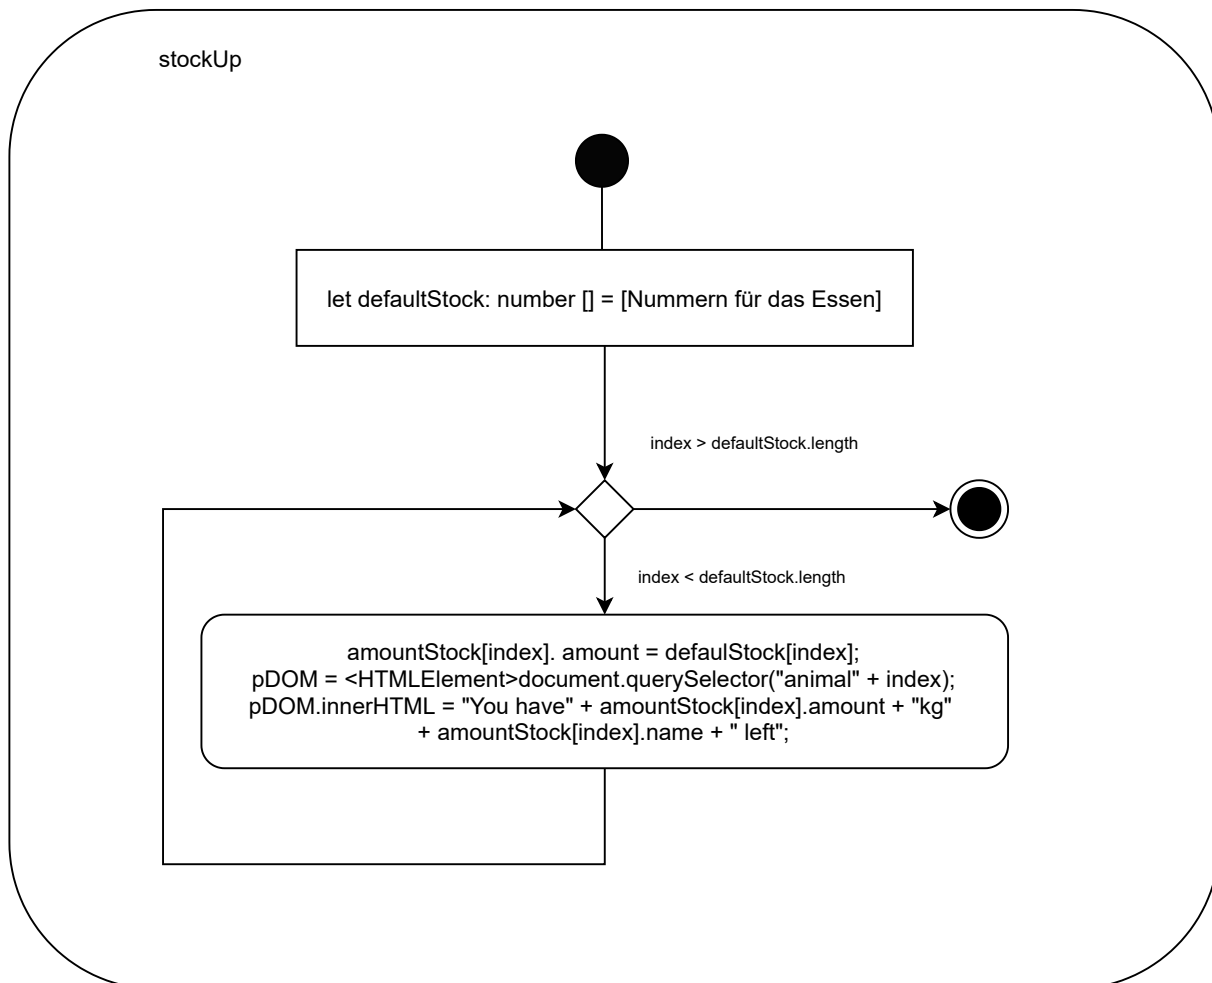 stockUp
let defaultStock: number [] = [Nummern für das Essen]
index > defaultStock.length
index < defaultStock.length
amountStock[index]. amount = defaulStock[index];
pDOM = <HTMLElement>document.querySelector("animal" + index);
pDOM.innerHTML = "You have" + amountStock[index].amount + "kg"
+ amountStock[index].name + " left";